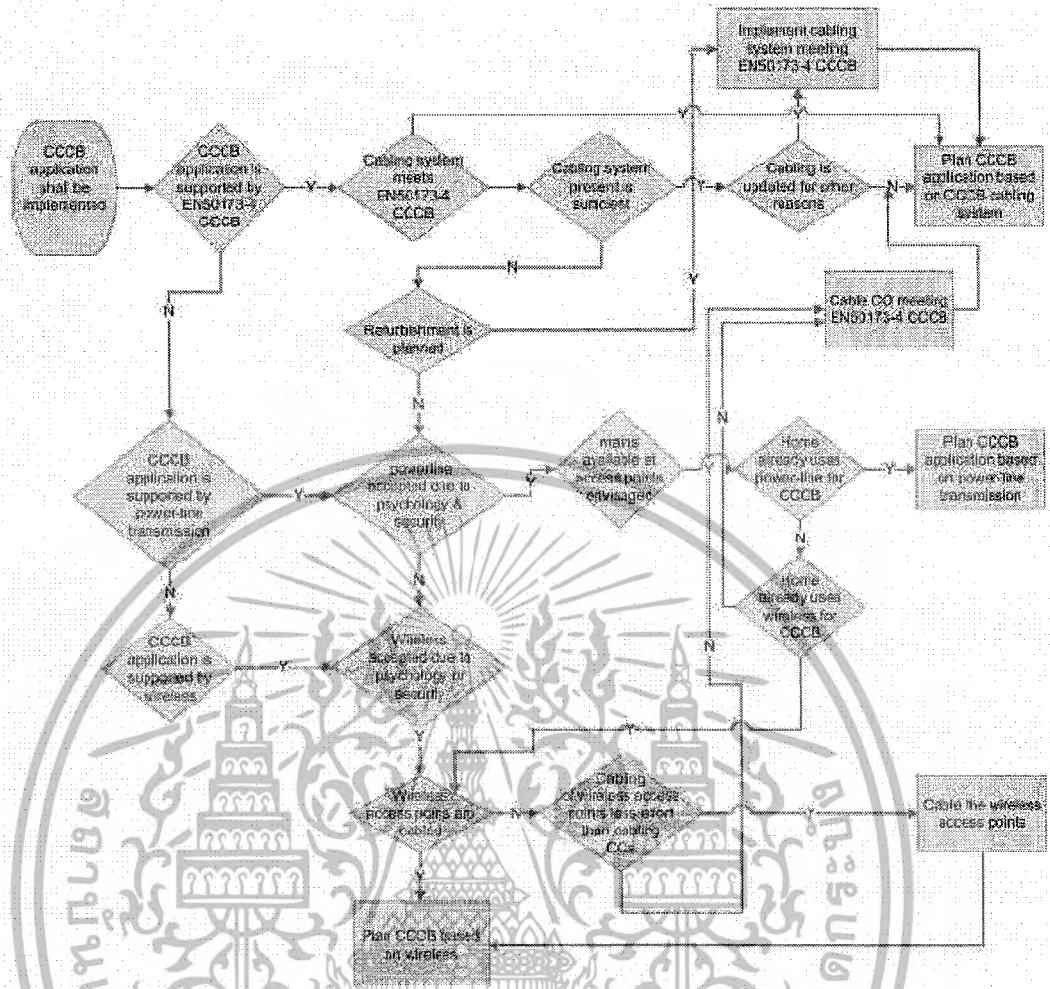 Implement cabling
system meeting
EN50173-4 CCCB
CCCB
application
shall be
implemented
CCCB
application is
supported by
EN50173-4
CCCB
Y
Cabling system
meets
EN50173-4
CCCB
Y
Cabling system
present is
suficient
Y
Cabling is
updated for other
reasons
Y
N
Plan CCCB
application based
on CCCB cabling
system
N
N
Refurbishment is
planned
Y
Cable CO meeting
EN50173-4 CCCB
N
N
CCCB
application is
supported by
power-line
transmission
Y
powerline
accepted due to
psychology &
security
Y
mains
available at
access points
envisaged
Y
Home
already uses
power-line for
CCCB
Y
Plan CCCB
application based
on power-line
transmission
N
N
N
CCCB
application is
supported by
wireless
Y
Wireless
accepted due to
psychology or
security
Home
already uses
wireless for
CCCB
N
Y
Y
Wireless
access points are
cabled
N
Cabling
of wireless access
points less effort
than cabling
COs
Y
Cable the wireless
access points
Plan CCCB based
on wireless